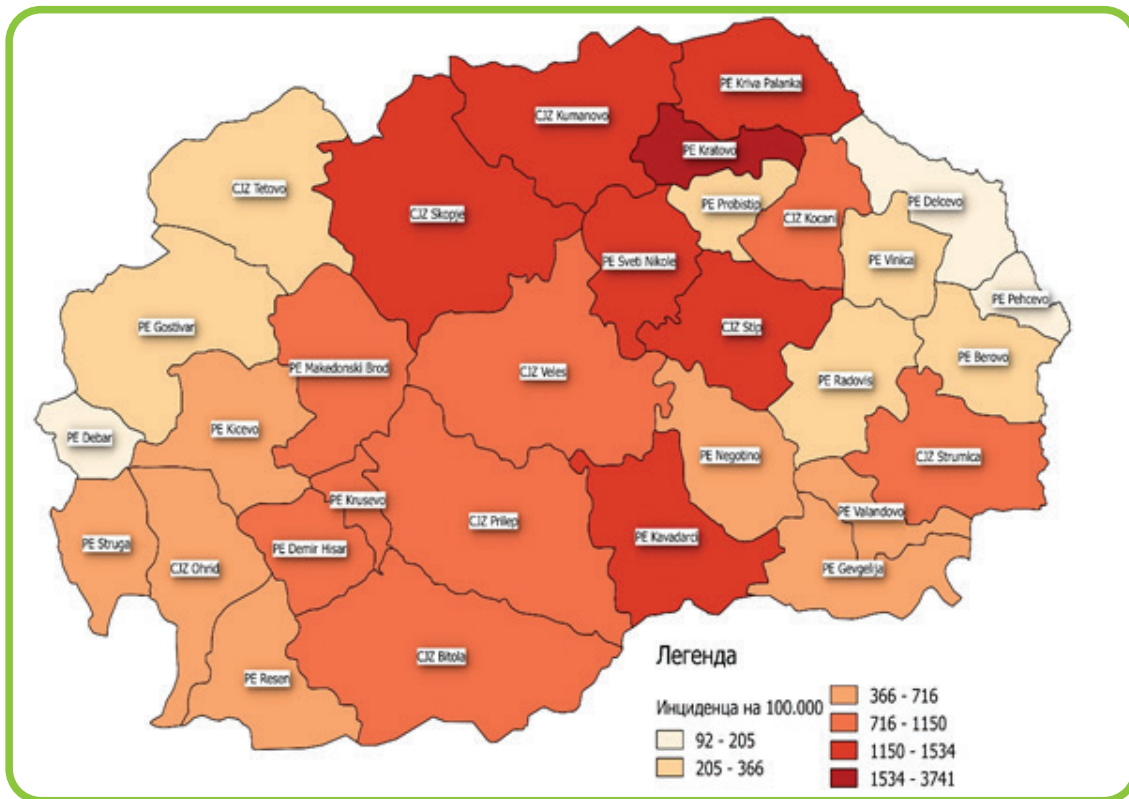 PE Kriva Palanka
CJZ Kumanovo
PE Kratovo
CJZ Tetovo
PE Probistip
PE Delcevo
CJZ Skopje
CJZ Kocani
PE Sveti Nikole
PE Vinica
PE Pehcevo
PE Gostivar
CJZ Stip
PE Berovo
PE Makedonski Brod
CJZ Veles
PE Radovis
PE Debar
PE Kicevo
PE Negotino
CJZ Strumica
PE Krusevo
PE Valandovo
CJZ Prilep
PE Struga
PE Demir Hisar
PE Kavadarci
CJZ Ohrid
PE Gevgelija
CJZ Bitola
PE Resen
Легенда
Инциденца на 100.000
92 - 205
205 - 366
366 - 716
716 - 1150
1150 - 1534
1534 - 3741